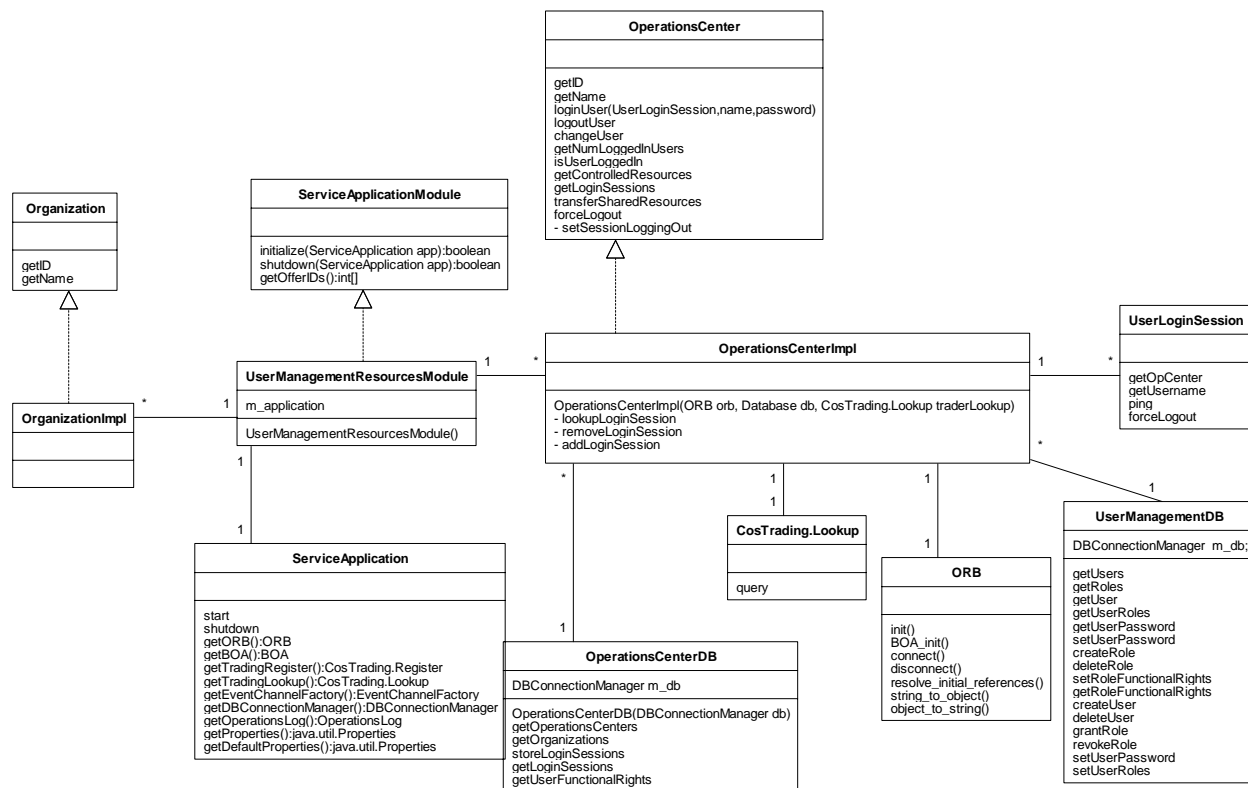 OperationsCenter
getID
getName
loginUser(UserLoginSession,name,password)
logoutUser
changeUser
getNumLoggedInUsers
isUserLoggedIn
getControlledResources
getLoginSessions
transferSharedResources
forceLogout
- setSessionLoggingOut
ServiceApplicationModule
initialize(ServiceApplication app):boolean
shutdown(ServiceApplication app):boolean
getOfferIDs():int[]
Organization
getID
getName
UserLoginSession
getOpCenter
getUsername
ping
forceLogout
OperationsCenterImpl
OperationsCenterImpl(ORB orb, Database db, CosTrading.Lookup traderLookup)
- lookupLoginSession
- removeLoginSession
- addLoginSession
UserManagementResourcesModule
m_application
UserManagementResourcesModule()
OrganizationImpl
1
*
1
*
*
1
1
1
*
1
1
1
1
1
*
1
ServiceApplication
start
shutdown
getORB():ORB
getBOA():BOA
getTradingRegister():CosTrading.Register
getTradingLookup():CosTrading.Lookup
getEventChannelFactory():EventChannelFactory
getDBConnectionManager():DBConnectionManager
getOperationsLog():OperationsLog
getProperties():java.util.Properties
getDefaultProperties():java.util.Properties
CosTrading.Lookup
query
ORB
init()
BOA_init()
connect()
disconnect()
resolve_initial_references()
string_to_object()
object_to_string()
UserManagementDB
DBConnectionManager m_db;
getUsers
getRoles
getUser
getUserRoles
getUserPassword
setUserPassword
createRole
deleteRole
setRoleFunctionalRights
getRoleFunctionalRights
createUser
deleteUser
grantRole
revokeRole
setUserPassword
setUserRoles
OperationsCenterDB
DBConnectionManager m_db
OperationsCenterDB(DBConnectionManager db)
getOperationsCenters
getOrganizations
storeLoginSessions
getLoginSessions
getUserFunctionalRights